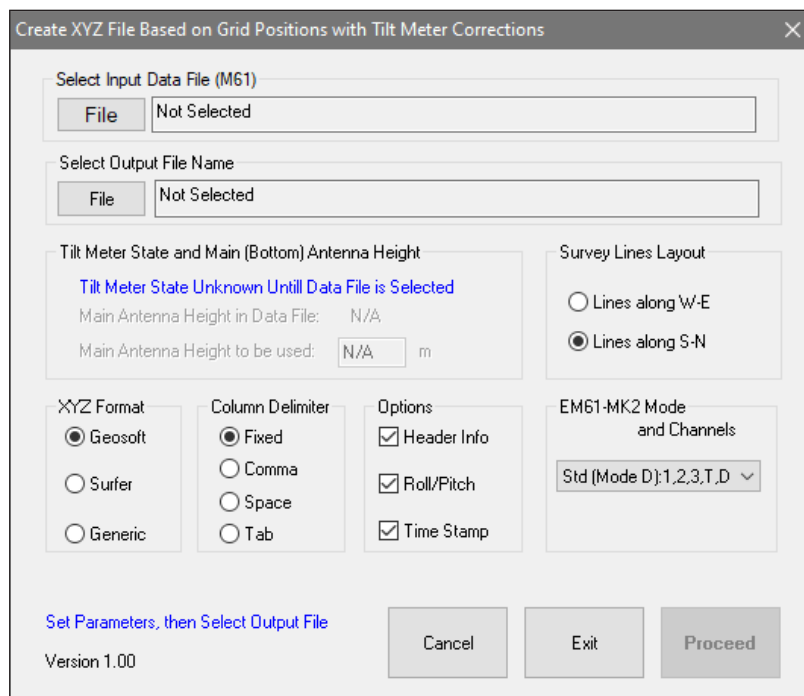 Create XYZ File Based on Grid Positions with Tilt Meter Corrections
Select Input Data File (M61)
File
Not Selected
Select Output File Name
File
Not Selected
Tilt Meter State and Main (Bottom) Antenna Height
Tilt Meter State Unknown Untill Data File is Selected
Main Antenna Height in Data File: N/A
Main Antenna Height to be used: N/A m
Survey Lines Layout
Lines along W-E
Lines along S-N
XYZ Format
Geosoft
Surfer
Generic
Column Delimiter
Fixed
Comma
Space
Tab
Options
Header Info
Roll/Pitch
Time Stamp
EM61-MK2 Mode
and Channels
Std (Mode D):1,2,3,T,D
Set Parameters, then Select Output File
Version 1.00
Cancel
Exit
Proceed